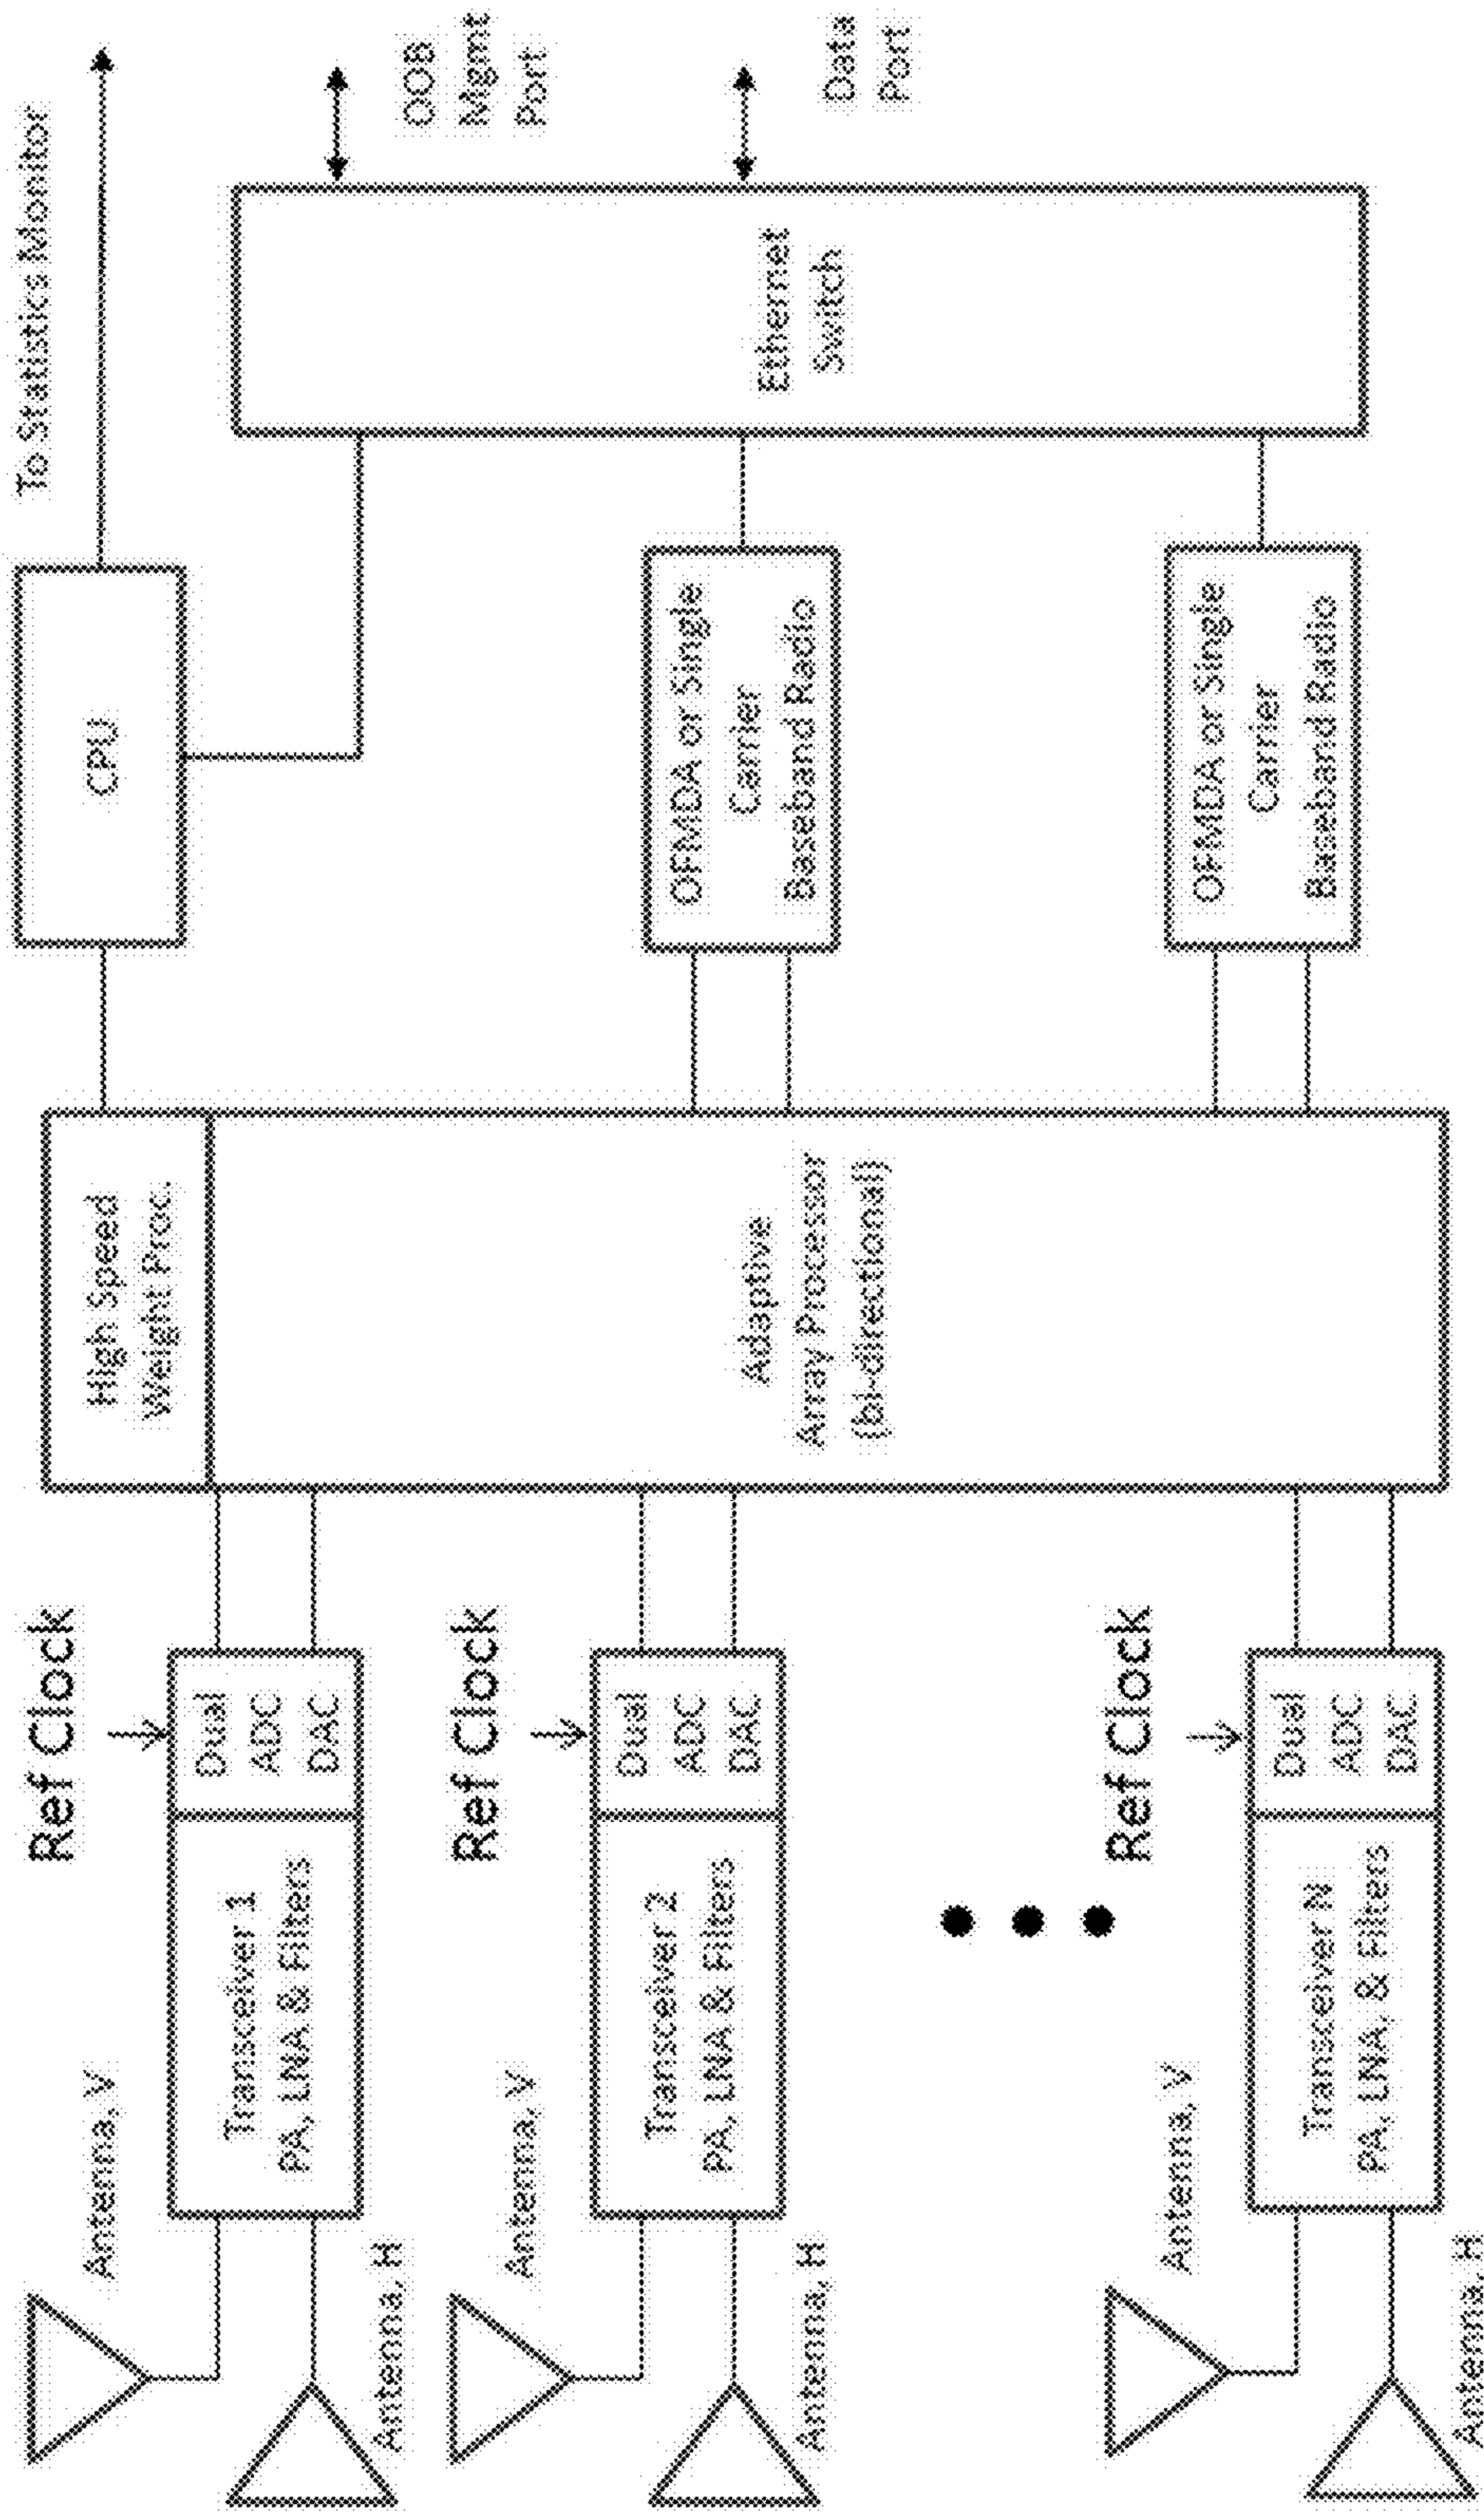 Antenna, V
Ref Clock
Transceiver 1
PA, LNA & Filters
Dual
ADC
DAC
Antenna, H
Antenna, V
Ref Clock
Transceiver 2
PA, LNA & Filters
Dual
ADC
DAC
Antenna, H
Antenna, V
Ref Clock
Transceiver N
PA, LNA, & Filters
Dual
ADC
DAC
Antenna, H
High Speed
Weight Proc.
Adaptive
Array Processor
(bi-directional)
CPU
To Statistics Monitor
OFMDA or Single
Carrier
Baseband Radio
OFMDA or Single
Carrier
Baseband Radio
Ethernet
Switch
OOB
Mgmt
Port
Data
Port